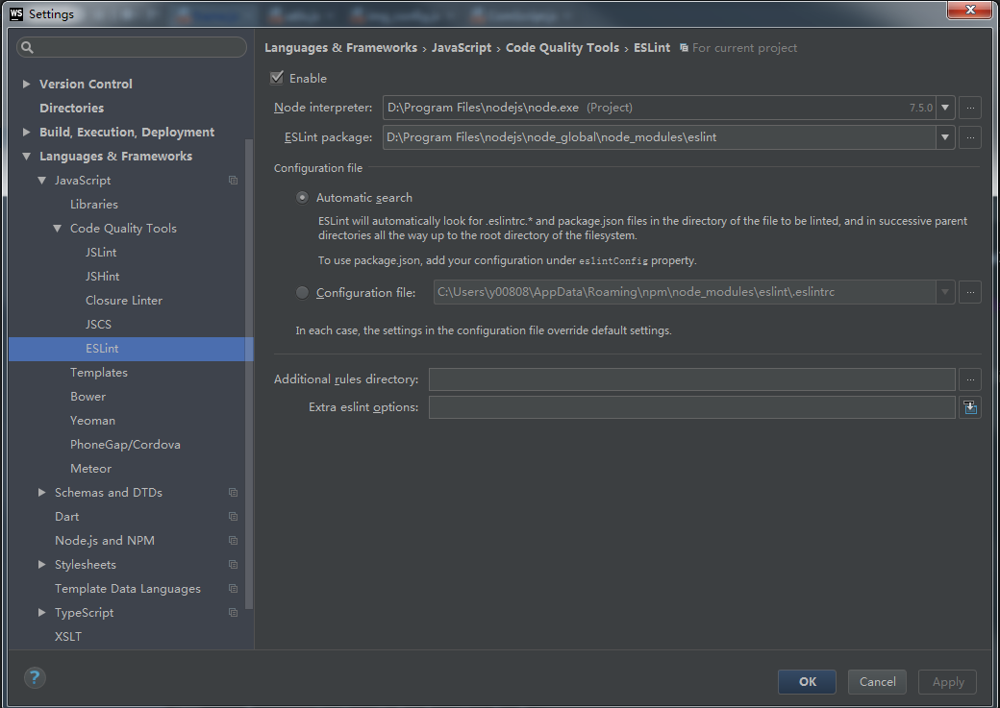 WS Settings
Version Control
Directories
Build, Execution, Deployment
Languages & Frameworks
JavaScript
Libraries
Code Quality Tools
JSLint
JSHint
Closure Linter
JSCS
ESLint
Templates
Bower
Yeoman
PhoneGap/Cordova
Meteor
Schemas and DTDs
Dart
Node.js and NPM
Stylesheets
Template Data Languages
TypeScript
XSLT
Languages & Frameworks › JavaScript › Code Quality Tools › ESLint For current project
Enable
Node interpreter: D:\Program Files\nodejs\node.exe (Project) 7.5.0 ...
ESLint package: D:\Program Files\nodejs\node_global\node_modules\eslint ...
Configuration file
Automatic search
ESLint will automatically look for .eslintrc.* and package.json files in the directory of the file to be linted, and in successive parent
directories all the way up to the root directory of the filesystem.
To use package.json, add your configuration under eslintConfig property.
Configuration file: C:\Users\y00808\AppData\Roaming\npm\node_modules\eslint\.eslintrc ...
In each case, the settings in the configuration file override default settings.
Additional rules directory: ...
Extra eslint options:
? OK Cancel Apply